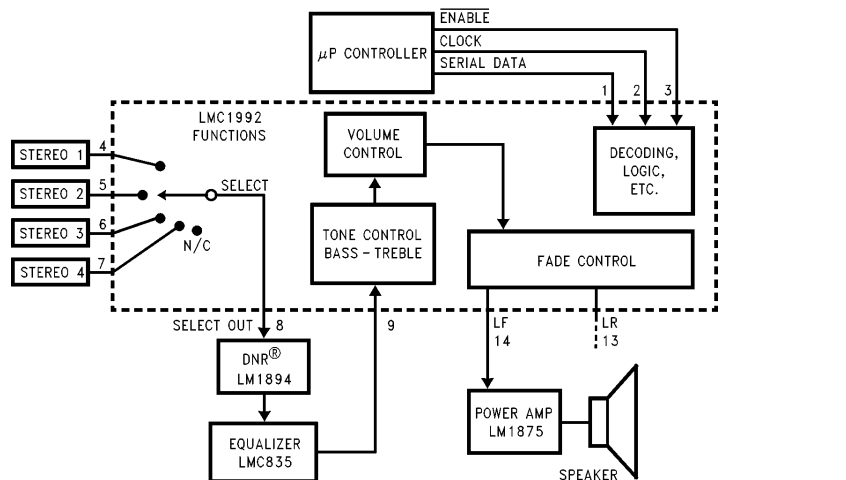 ENABLE
CLOCK
μP CONTROLLER
SERIAL DATA
1 2 3
LMC1992
FUNCTIONS
VOLUME
CONTROL
DECODING,
LOGIC,
ETC.
STEREO 1 4
STEREO 2 5
SELECT
STEREO 3 6
N/C
STEREO 4 7
TONE CONTROL
BASS - TREBLE
FADE CONTROL
SELECT OUT 8
9
LF
14
LR
13
DNR®
LM1894
EQUALIZER
LMC835
POWER AMP
LM1875
SPEAKER